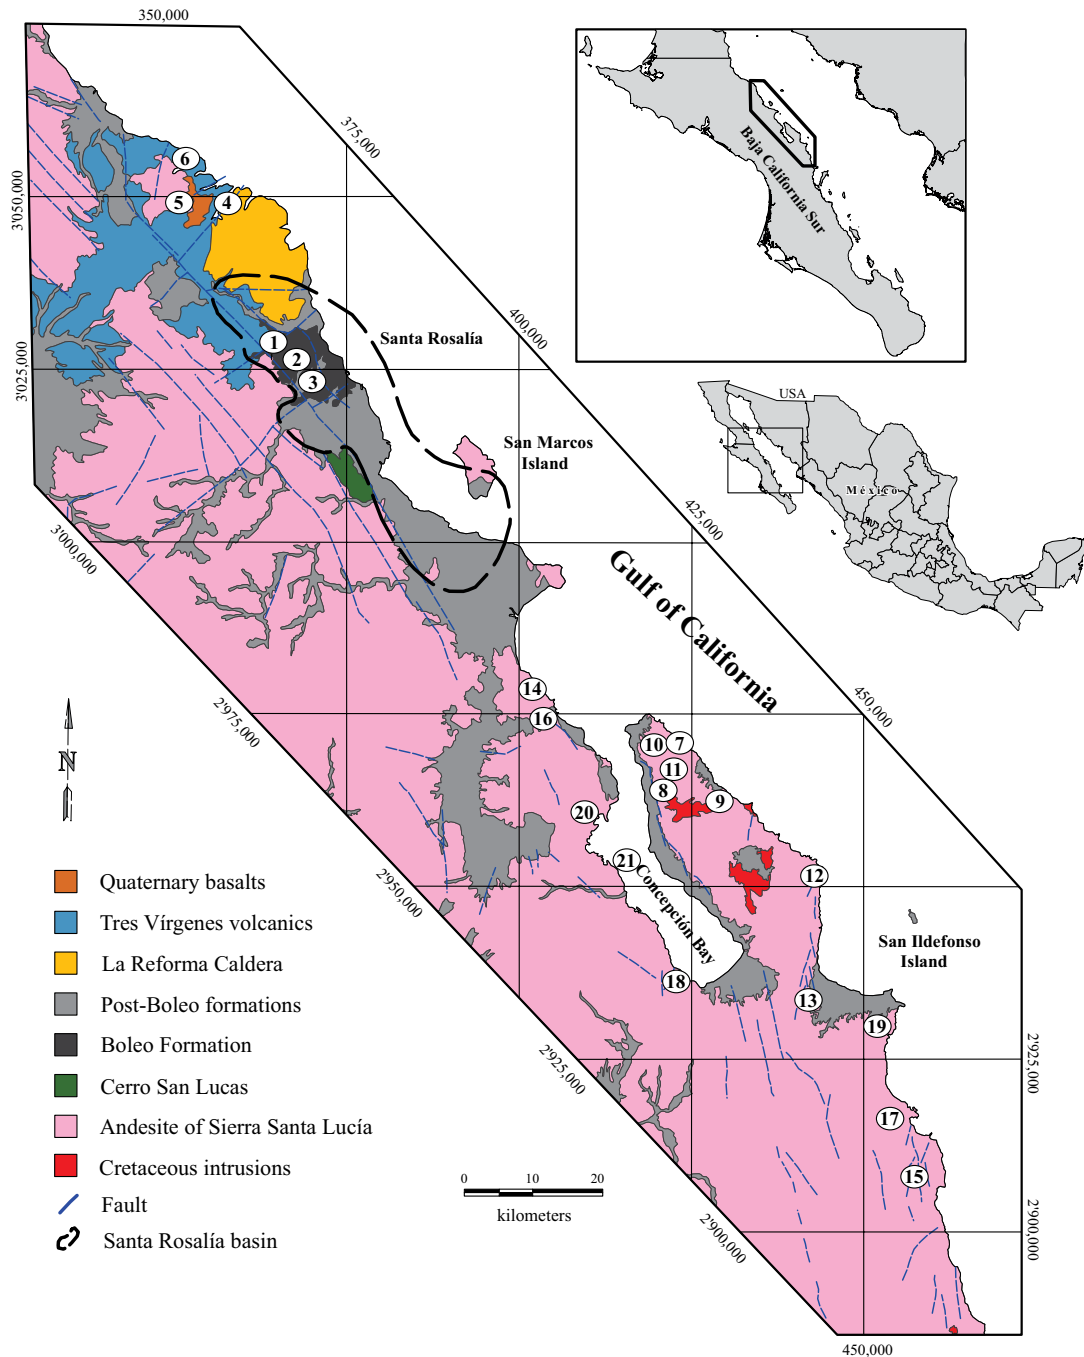 350,000
375,000
3'050,000
6
5
4
Santa Rosalía
400,000
1
2
3
3'025,000
San Marcos
Island
425,000
3'000,000
Gulf of California
450,000
2'975,000
14
16
10
7
11
8
9
20
21
12
Concepción Bay
2'950,000
San Ildefonso
Island
18
13
19
2'925,000
2'925,000
17
15
2'900,000
2'900,000
450,000
Baja California Sur
USA
México
N
Quaternary basalts
Tres Vírgenes volcanics
La Reforma Caldera
Post-Boleo formations
Boleo Formation
Cerro San Lucas
Andesite of Sierra Santa Lucía
Cretaceous intrusions
Fault
Santa Rosalía basin
0 10 20
kilometers